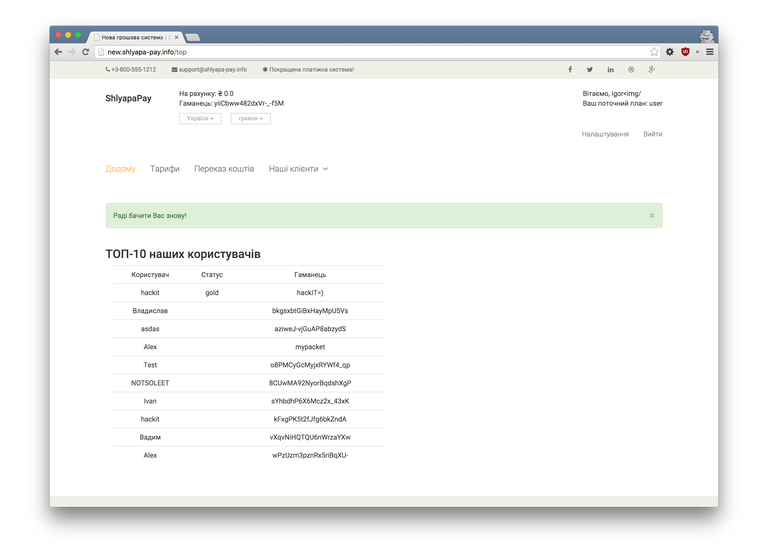 Нова грошова система |
new.shlyapa-pay.info/top
+3-800-555-1212 support@shlyapa-pay.info Покращена платіжна система!
ShlyapaPay
На рахунку: ₴ 0.0
Гаманець: yiiCbww482dxVr-_-f5M
Україна гривня
Вітаємо, Igor<img/
Ваш поточний план: user
Налаштування Вийти
Додому Тарифи Переказ коштів Наші клієнти
Раді бачити Вас знову! ×
ТОП-10 наших користувачів
Користувач Статус Гаманець
hackit gold hackIT=)
Владислав bkgsxbtGiBxHayMpU5Vs
asdas aziweJ-vjGuAP8abzydS
Alex mypacket
Test o8PMCyGcMyjxRYWf4_qp
NOTSOLEET 8CUwMA92NyorBqdshXgP
Ivan sYhbdhP6X6Mcz2x_43xK
hackit kFxgPK5t2fJfg6bkZndA
Вадим vXqvNiHQTQU6nWrzaYXw
Alex wPzUzm3pznRx5riBqXU-